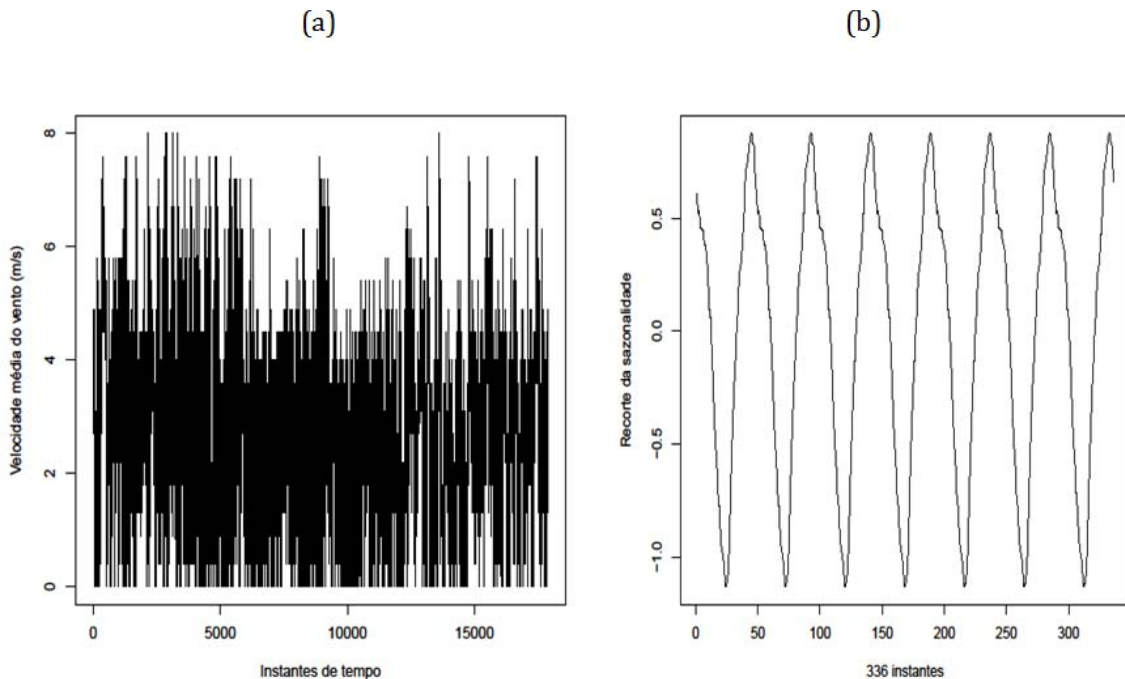 (a)
Velocidade média do vento (m/s)
8
6
4
2
0
0 5000 10000 15000
Instantes de tempo
(b)
Recorte da sazonalidade
0.5
0.0
−0.5
−1.0
0 50 100 150 200 250 300
336 instantes